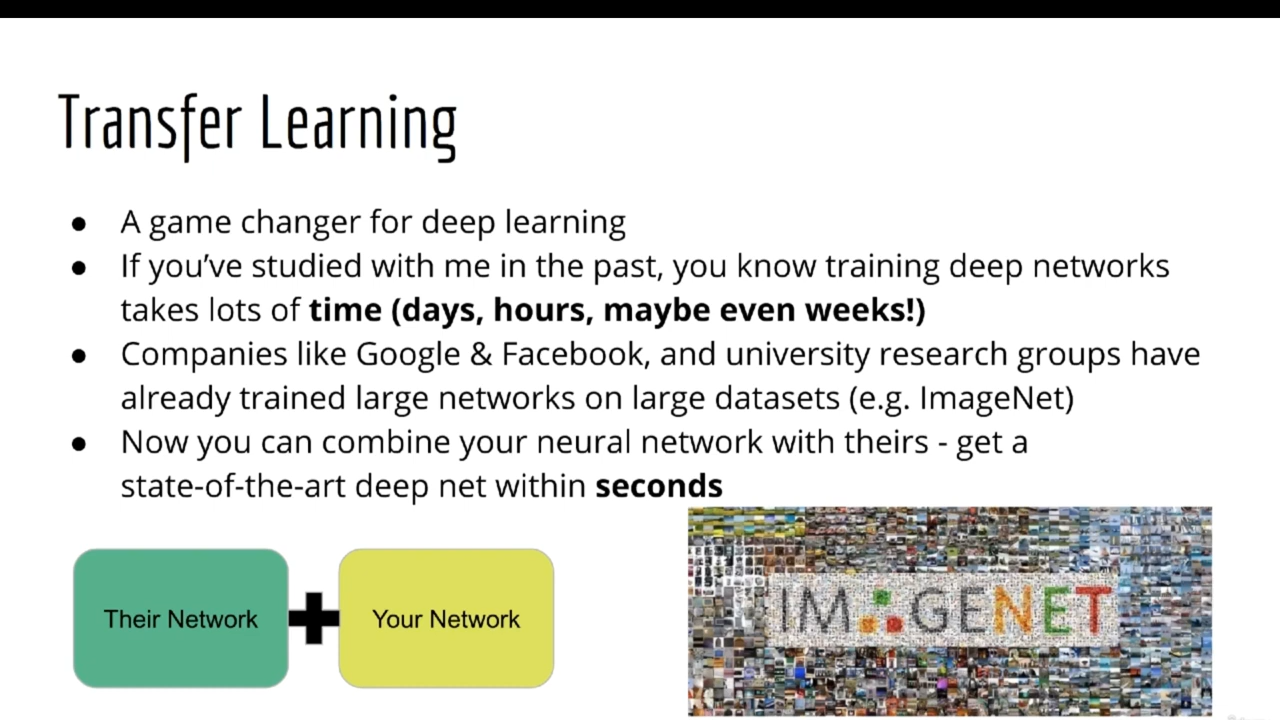 Transfer Learning
● A game changer for deep learning
● If you’ve studied with me in the past, you know training deep networks
takes lots of time (days, hours, maybe even weeks!)
● Companies like Google & Facebook, and university research groups have
already trained large networks on large datasets (e.g. ImageNet)
● Now you can combine your neural network with theirs - get a
state-of-the-art deep net within seconds
Their Network
Your Network
IMAGENET